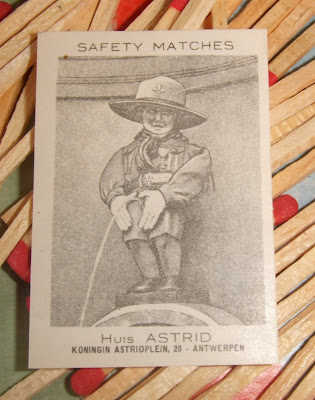 SAFETY MATCHES
Huis ASTRID
KONINGIN ASTRIDPLEIN, 28 - ANTWERPEN